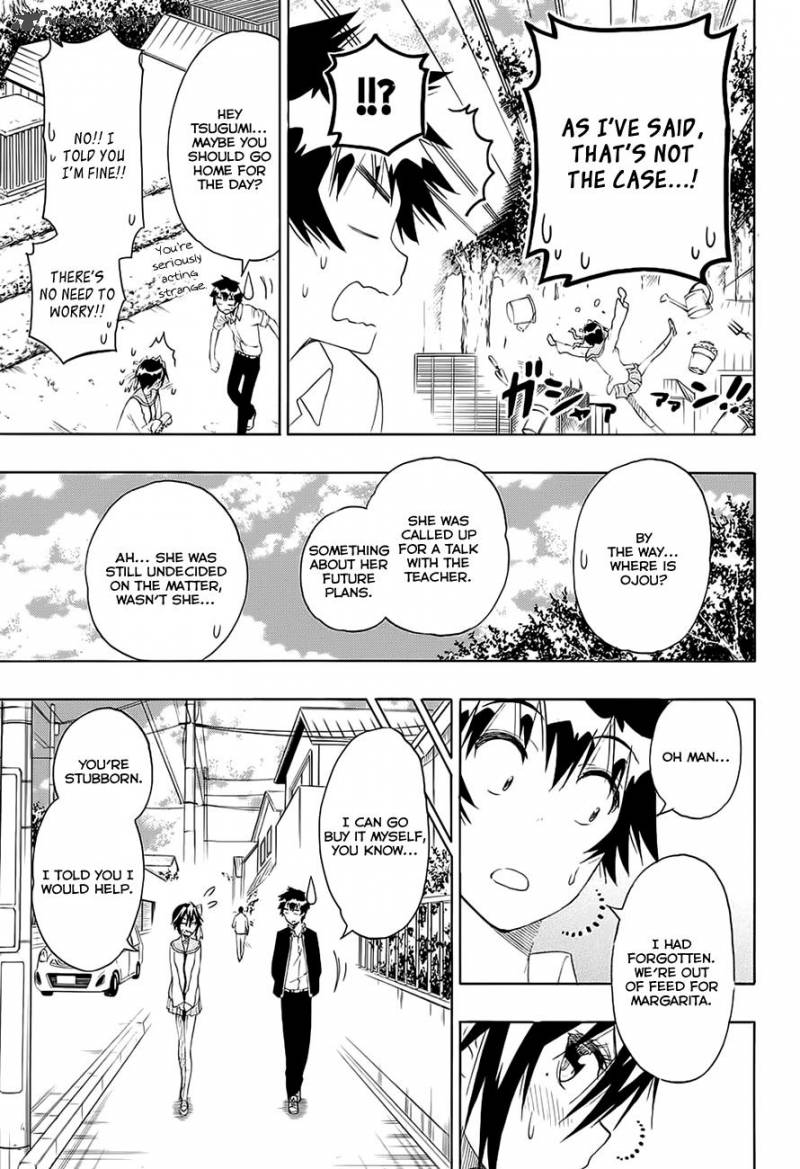 AS I'VE SAID,
THAT'S NOT
THE CASE...!
ガシャァァン!!
!!?
HEY
TSUGUMI...
MAYBE YOU
SHOULD GO
HOME FOR
THE DAY?
You're
seriously
acting
strange
NO!! I
TOLD YOU
I'M FINE!!
THERE'S
NO NEED TO
WORRY!!
BY
THE WAY...
WHERE IS
OJOU?
SHE WAS
CALLED UP
FOR A TALK
WITH THE
TEACHER.
SOMETHING
ABOUT HER
FUTURE
PLANS.
AH... SHE WAS
STILL UNDECIDED
ON THE MATTER,
WASN'T SHE...
OH MAN...
I HAD
FORGOTTEN.
WE'RE OUT
OF FEED FOR
MARGARITA.
I CAN GO
BUY IT MYSELF,
YOU KNOW...
YOU'RE
STUBBORN.
I TOLD YOU I
WOULD HELP.